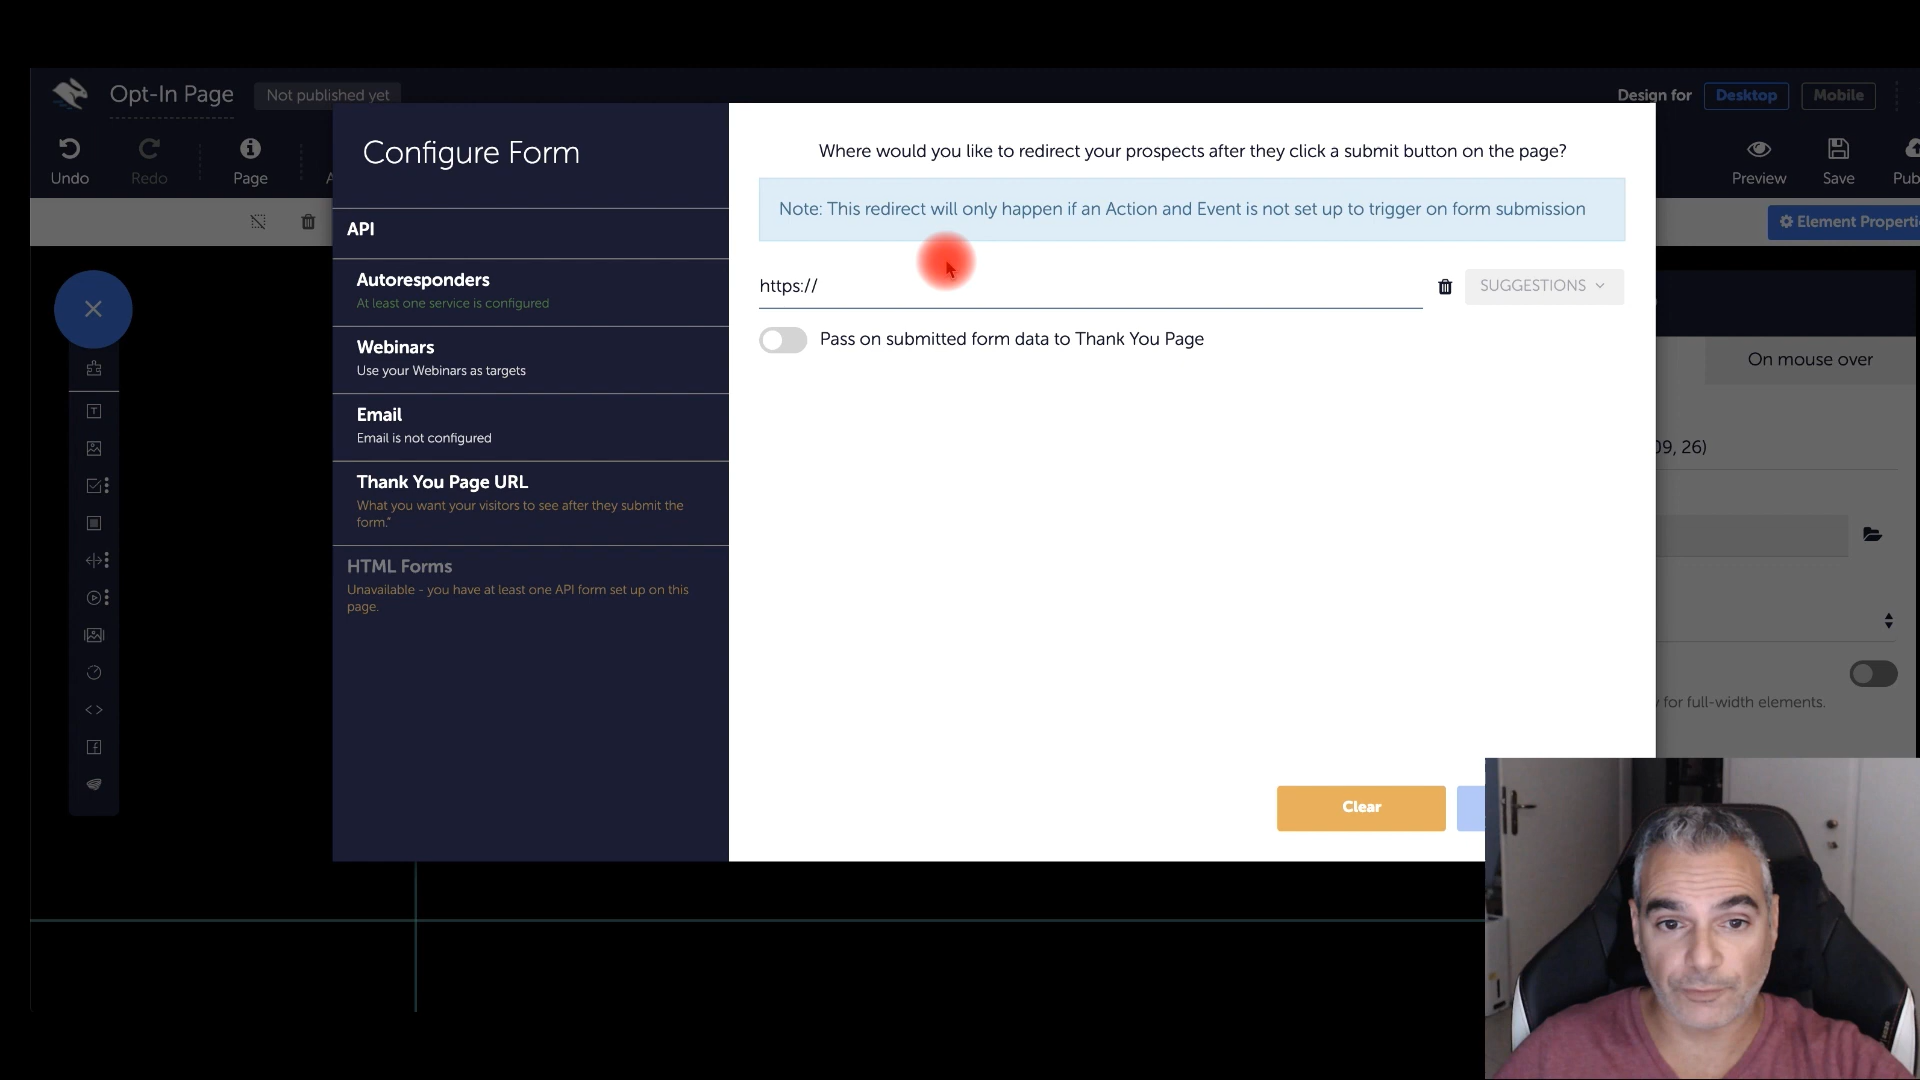 Opt-In Page
Not published yet
Design for
Desktop
Mobile
Undo
Redo
Page
Preview
Save
Configure Form
API
Autoresponders
At least one service is configured
Webinars
Use your Webinars as targets
Email
Email is not configured
Thank You Page URL
What you want your visitors to see after they submit the
form."
HTML Forms
Unavailable - you have at least one API form set up on this
page.
Where would you like to redirect your prospects after they click a submit button on the page?
Note: This redirect will only happen if an Action and Event is not set up to trigger on form submission
https://
SUGGESTIONS
Pass on submitted form data to Thank You Page
Clear
Element
On mouse over
09, 26)
for full-width elements.